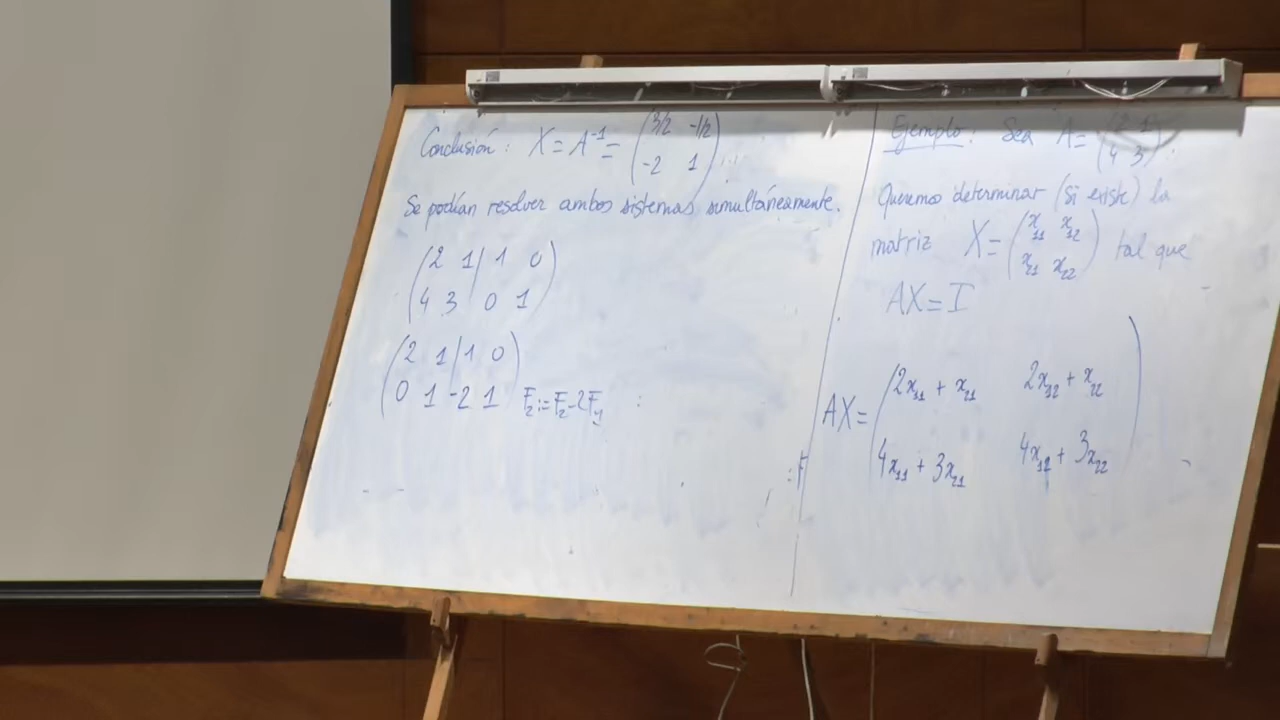 Conclusión: X = A⁻¹ = (3/2 -1/2
-2 1)
Se podían resolver ambos sistemas simultáneamente.
(2 1 | 1 0
4 3 0 1)
(2 1 | 1 0
0 1 -2 1) F₂:=F₂-2F₁
Ejemplo: Sea A= (2 1
4 3).
Queremos determinar (si existe) la
matriz X= (x₁₁ x₁₂
x₂₁ x₂₂) tal que
AX=I
AX= (2x₁₁ + x₂₁ 2x₁₂ + x₂₂
4x₁₁ + 3x₂₁ 4x₁₂ + 3x₂₂)